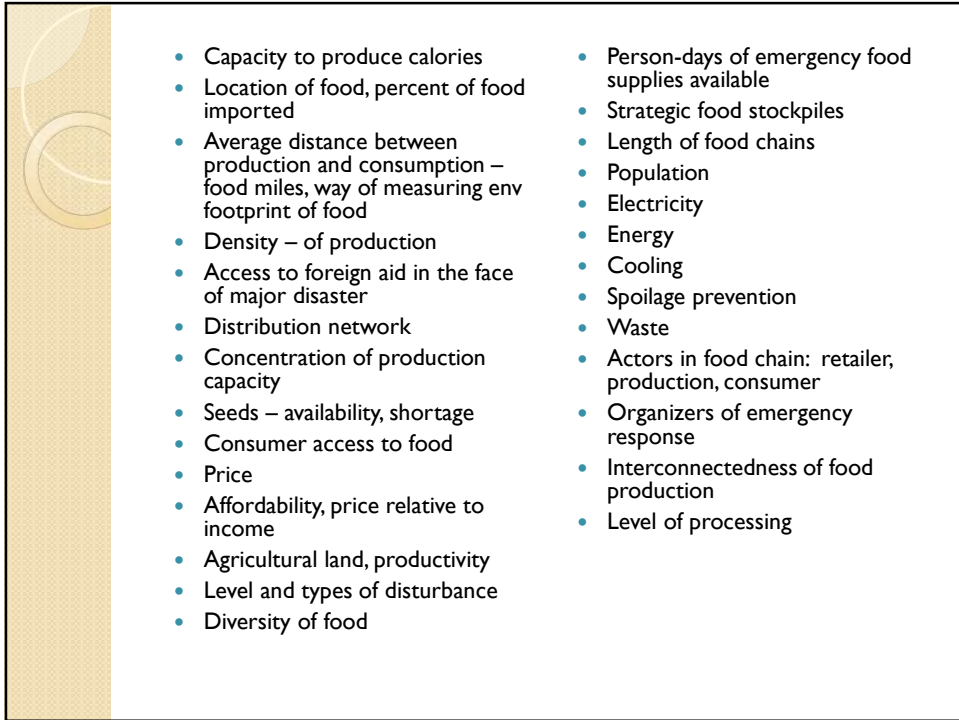 • Capacity to produce calories
• Location of food, percent of food
imported
• Average distance between
production and consumption –
food miles, way of measuring env
footprint of food
• Density – of production
• Access to foreign aid in the face
of major disaster
• Distribution network
• Concentration of production
capacity
• Seeds – availability, shortage
• Consumer access to food
• Price
• Affordability, price relative to
income
• Agricultural land, productivity
• Level and types of disturbance
• Diversity of food
• Person-days of emergency food
supplies available
• Strategic food stockpiles
• Length of food chains
• Population
• Electricity
• Energy
• Cooling
• Spoilage prevention
• Waste
• Actors in food chain:  retailer,
production, consumer
• Organizers of emergency
response
• Interconnectedness of food
production
• Level of processing